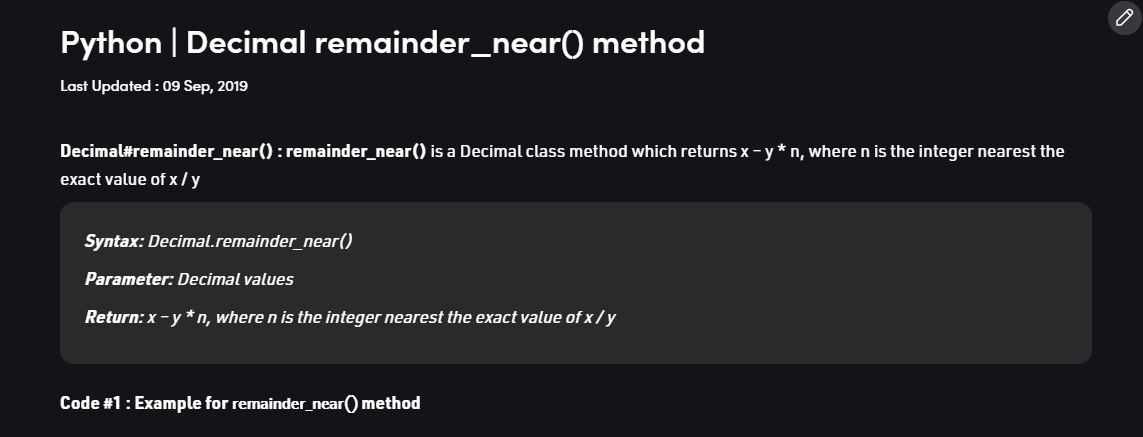 Python | Decimal remainder_near() method
Last Updated : 09 Sep, 2019
Decimal#remainder_near() : remainder_near() is a Decimal class method which returns x – y * n, where n is the integer nearest the
exact value of x / y
Syntax: Decimal.remainder_near()
Parameter: Decimal values
Return: x – y * n, where n is the integer nearest the exact value of x / y
Code #1 : Example for remainder_near() method